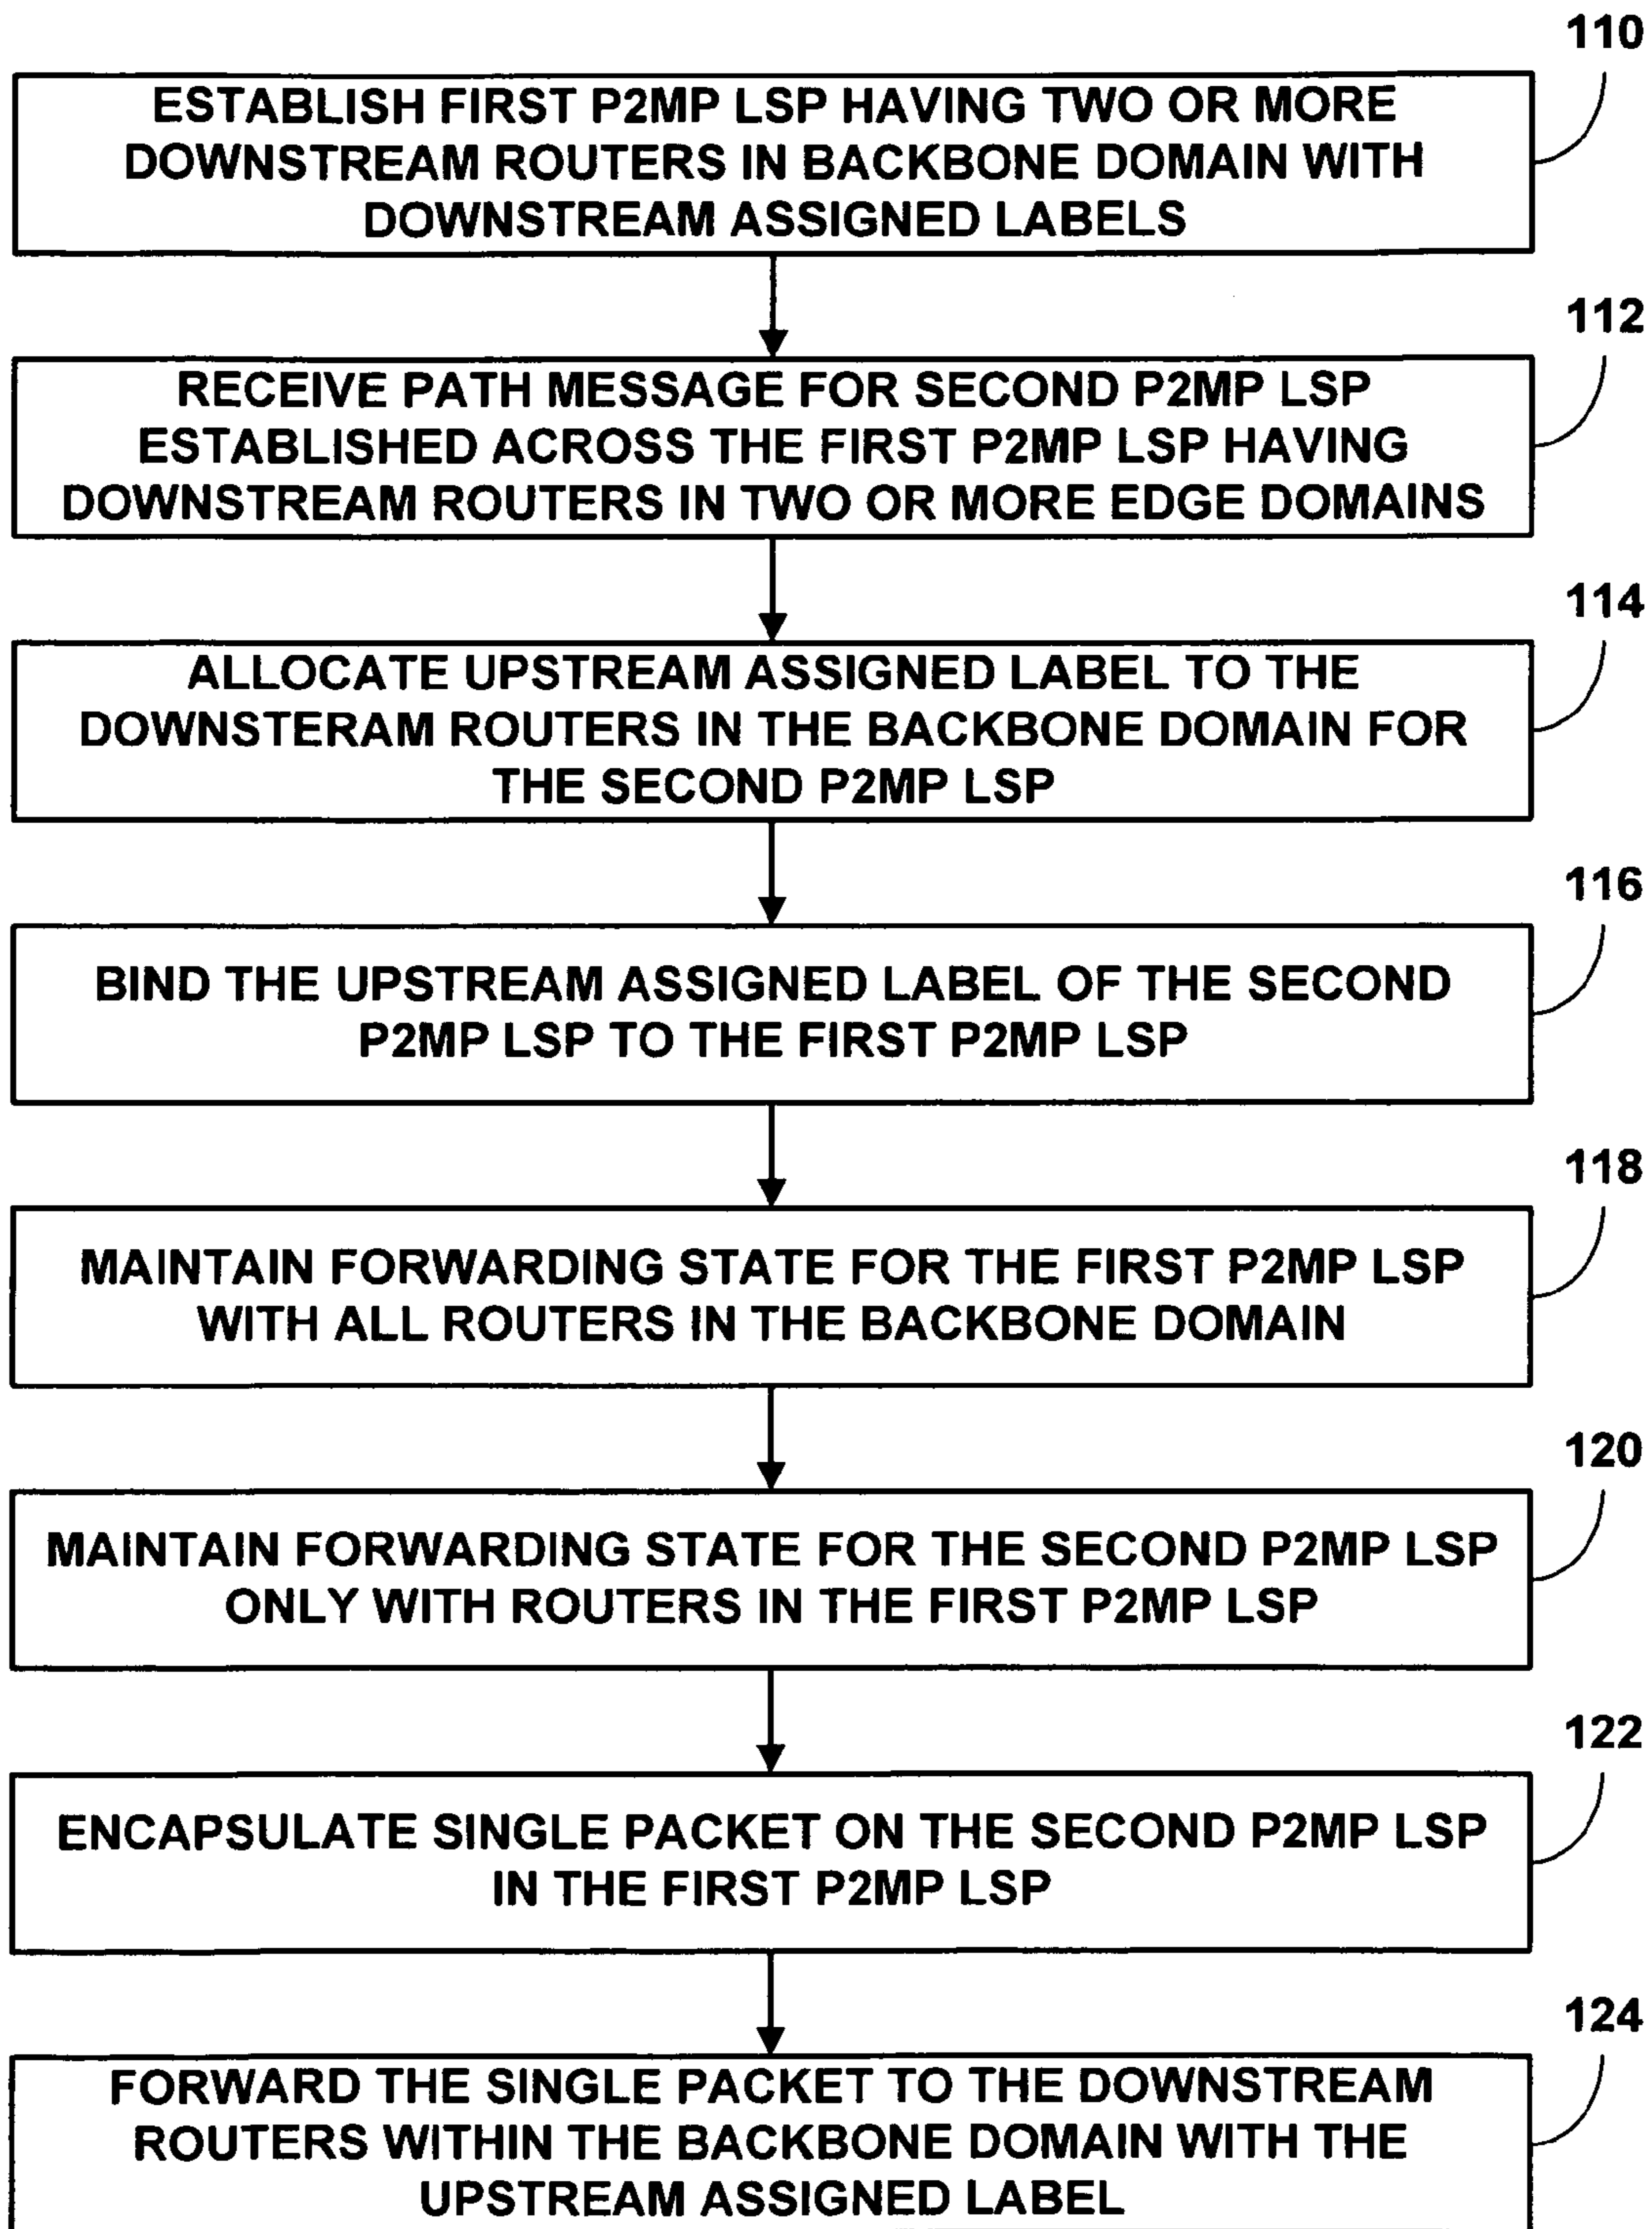 110
ESTABLISH FIRST P2MP LSP HAVING TWO OR MORE
DOWNSTREAM ROUTERS IN BACKBONE DOMAIN WITH
DOWNSTREAM ASSIGNED LABELS
112
RECEIVE PATH MESSAGE FOR SECOND P2MP LSP
ESTABLISHED ACROSS THE FIRST P2MP LSP HAVING
DOWNSTREAM ROUTERS IN TWO OR MORE EDGE DOMAINS
114
ALLOCATE UPSTREAM ASSIGNED LABEL TO THE
DOWNSTERAM ROUTERS IN THE BACKBONE DOMAIN FOR
THE SECOND P2MP LSP
116
BIND THE UPSTREAM ASSIGNED LABEL OF THE SECOND
P2MP LSP TO THE FIRST P2MP LSP
118
MAINTAIN FORWARDING STATE FOR THE FIRST P2MP LSP
WITH ALL ROUTERS IN THE BACKBONE DOMAIN
120
MAINTAIN FORWARDING STATE FOR THE SECOND P2MP LSP
ONLY WITH ROUTERS IN THE FIRST P2MP LSP
122
ENCAPSULATE SINGLE PACKET ON THE SECOND P2MP LSP
IN THE FIRST P2MP LSP
124
FORWARD THE SINGLE PACKET TO THE DOWNSTREAM
ROUTERS WITHIN THE BACKBONE DOMAIN WITH THE
UPSTREAM ASSIGNED LABEL